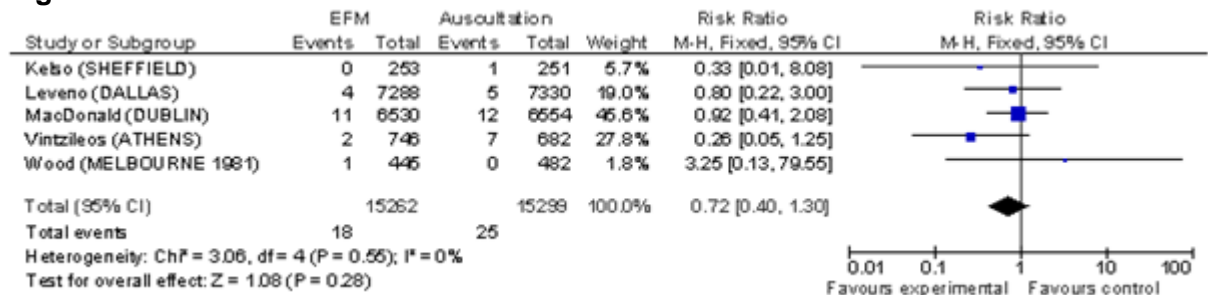 EFM Auscultation Risk Ratio Risk Ratio
Study or Subgroup Events Total Events Total Weight M-H, Fixed, 95% CI M-H, Fixed, 95% CI
Kelso (SHEFFIELD) 0 253 1 251 5.7% 0.33 [0.01, 8.08]
Leveno (DALLAS) 4 7288 5 7330 19.0% 0.80 [0.22, 3.00]
MacDonald (DUBLIN) 11 6530 12 6554 45.6% 0.92 [0.41, 2.08]
Vintzileos (ATHENS) 2 746 7 682 27.8% 0.26 [0.05, 1.25]
Wood (MELBOURNE 1981) 1 445 0 482 1.8% 3.25 [0.13, 79.55]
Total (95% CI) 15262 15299 100.0% 0.72 [0.40, 1.30]
Total events 18 25
Heterogeneity: Chi² = 3.06, df = 4 (P = 0.55); I² = 0%
Test for overall effect: Z = 1.08 (P = 0.28)
0.01 0.1 1 10 100
Favours experimental Favours control